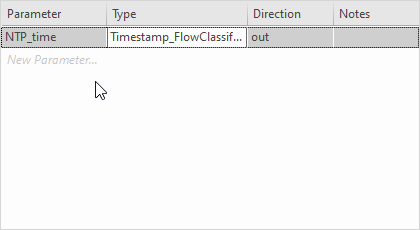 Parameter Type Direction Notes
NTP_time Timestamp_FlowClassif... out
New Parameter...